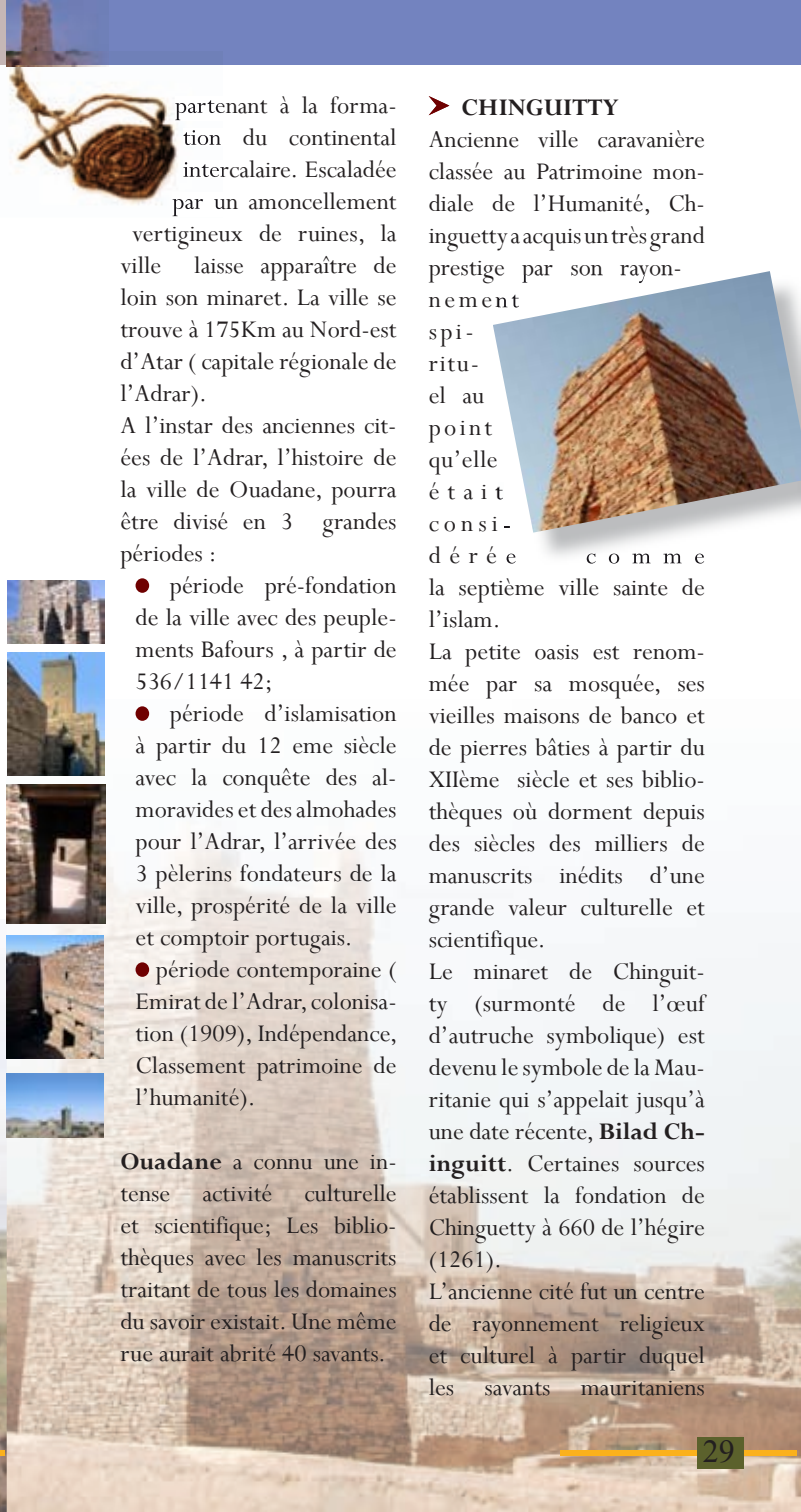 partenant à la forma-
tion du continental
intercalaire. Escaladée
par un amoncellement
vertigineux de ruines, la
ville laisse apparaître de
loin son minaret. La ville se
trouve à 175Km au Nord-est
d'Atar ( capitale régionale de
l'Adrar).
A l'instar des anciennes cit-
ées de l'Adrar, l'histoire de
la ville de Ouadane, pourra
être divisé en 3 grandes
périodes :
● période pré-fondation
de la ville avec des peuple-
ments Bafours , à partir de
536/1141 42;
● période d'islamisation
à partir du 12 eme siècle
avec la conquête des al-
moravides et des almohades
pour l'Adrar, l'arrivée des
3 pèlerins fondateurs de la
ville, prospérité de la ville
et comptoir portugais.
● période contemporaine (
Emirat de l'Adrar, colonisa-
tion (1909), Indépendance,
Classement patrimoine de
l'humanité).
Ouadane a connu une in-
tense activité culturelle
et scientifique; Les biblio-
thèques avec les manuscrits
traitant de tous les domaines
du savoir existait. Une même
rue aurait abrité 40 savants.
➤ CHINGUITTY
Ancienne ville caravanière
classée au Patrimoine mon-
diale de l'Humanité, Ch-
inguetty a acquis un très grand
prestige par son rayon-
nement
spi-
ritu-
el au
point
qu'elle
était
consi-
dérée comme
la septième ville sainte de
l'islam.
La petite oasis est renom-
mée par sa mosquée, ses
vieilles maisons de banco et
de pierres bâties à partir du
XIIème siècle et ses biblio-
thèques où dorment depuis
des siècles des milliers de
manuscrits inédits d'une
grande valeur culturelle et
scientifique.
Le minaret de Chinguit-
ty (surmonté de l'œuf
d'autruche symbolique) est
devenu le symbole de la Mau-
ritanie qui s'appelait jusqu'à
une date récente, Bilad Ch-
inguitt. Certaines sources
établissent la fondation de
Chinguetty à 660 de l'hégire
(1261).
L'ancienne cité fut un centre
de rayonnement religieux
et culturel à partir duquel
les savants mauritaniens
29